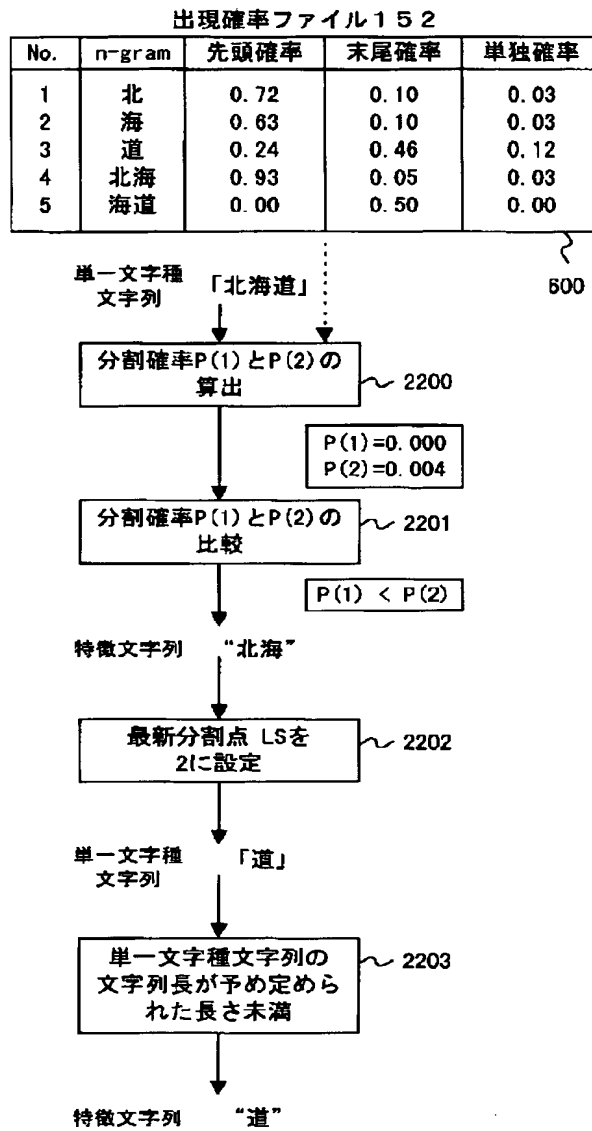 出現確率ファイル152
No. n-gram 先頭確率 末尾確率 単独確率
1 北 0.72 0.10 0.03
2 海 0.63 0.10 0.03
3 道 0.24 0.46 0.12
4 北海 0.93 0.05 0.03
5 海道 0.00 0.50 0.00
600
単一文字種
文字列
「北海道」
分割確率P(1)とP(2)の
算出
2200
P(1)=0.000
P(2)=0.004
分割確率P(1)とP(2)の
比較
2201
P(1) < P(2)
特徴文字列 “北海”
最新分割点 LSを
2に設定
2202
単一文字種
文字列
「道」
単一文字種文字列の
文字列長が予め定めら
れた長さ未満
2203
特徴文字列 “道”